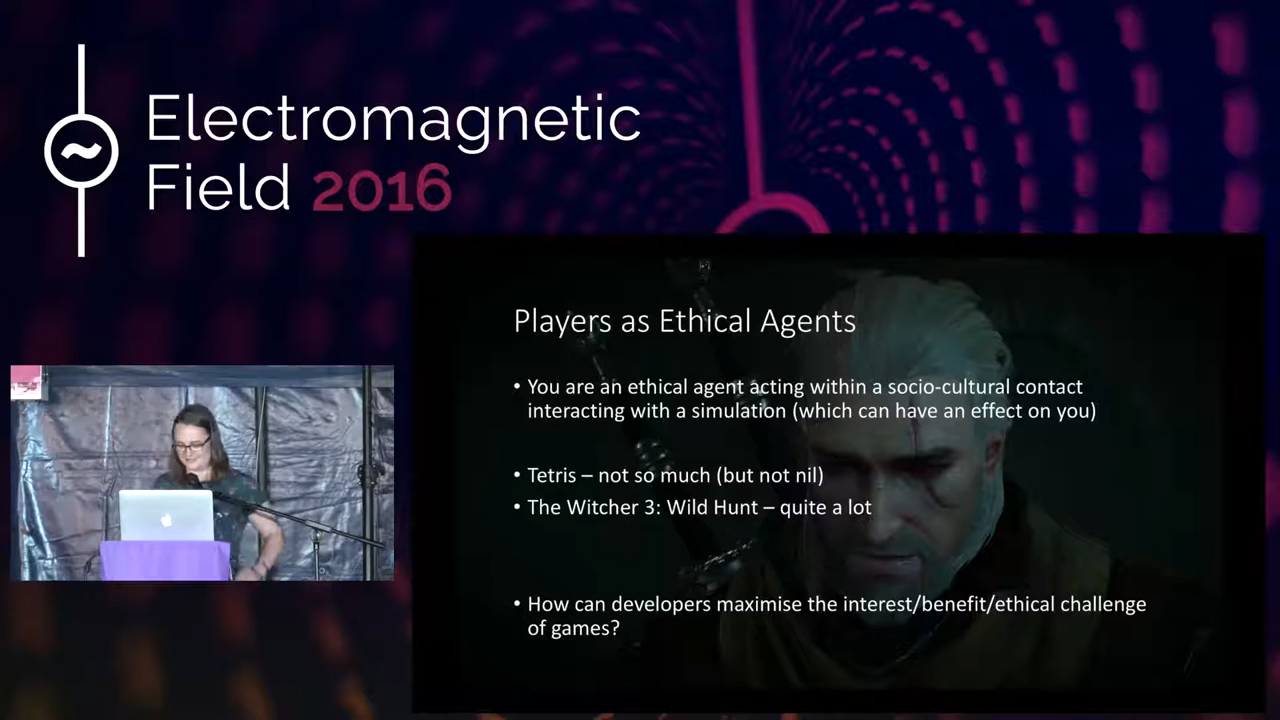 Electromagnetic
Field 2016
Players as Ethical Agents
• You are an ethical agent acting within a socio-cultural contact
interacting with a simulation (which can have an effect on you)
• Tetris – not so much (but not nil)
• The Witcher 3: Wild Hunt – quite a lot
• How can developers maximise the interest/benefit/ethical challenge
of games?